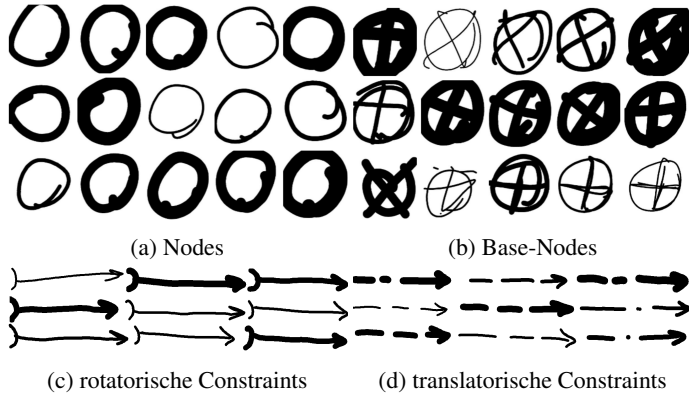 (a) Nodes
(b) Base-Nodes
(c) rotatorische Constraints
(d) translatorische Constraints